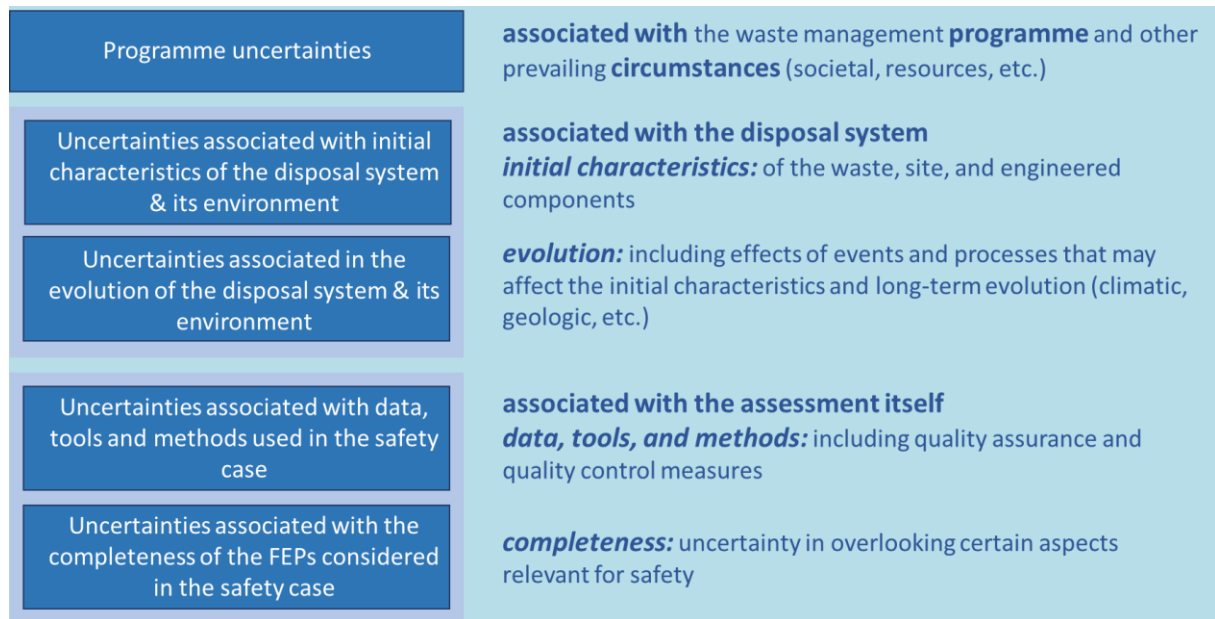 Programme uncertainties
associated with the waste management programme and other
prevailing circumstances (societal, resources, etc.)
Uncertainties associated with initial
characteristics of the disposal system
& its environment
associated with the disposal system
initial characteristics: of the waste, site, and engineered
components
Uncertainties associated in the
evolution of the disposal system & its
environment
evolution: including effects of events and processes that may
affect the initial characteristics and long-term evolution (climatic,
geologic, etc.)
Uncertainties associated with data,
tools and methods used in the safety
case
associated with the assessment itself
data, tools, and methods: including quality assurance and
quality control measures
Uncertainties associated with the
completeness of the FEPs considered
in the safety case
completeness: uncertainty in overlooking certain aspects
relevant for safety